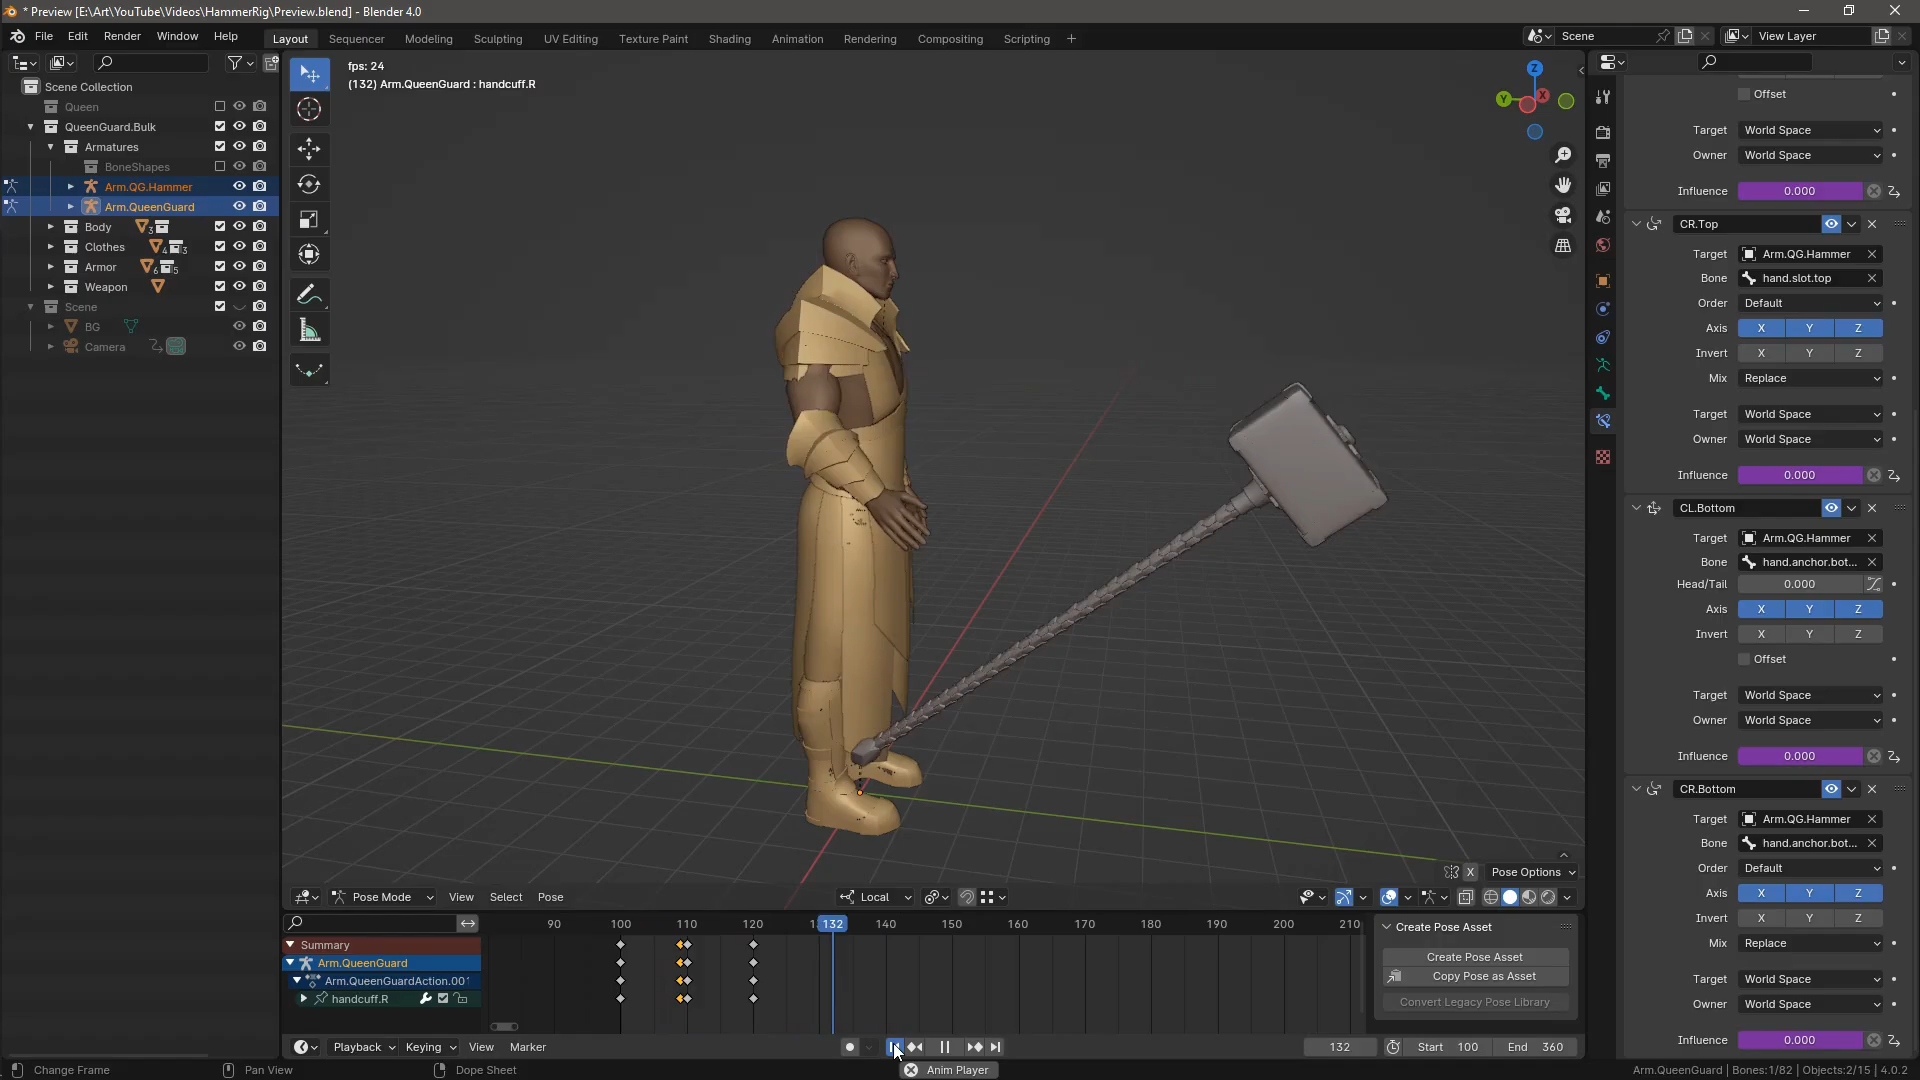 * Preview [E:\Art\YouTube\Videos\HammerRig\Preview.blend] - Blender 4.0
File Edit Render Window Help
Layout Sequencer Modeling Sculpting UV Editing Texture Paint Shading Animation Rendering Compositing Scripting
Scene
View Layer
Scene Collection
Queen
QueenGuard.Bulk
Armatures
BoneShapes
Arm.QG.Hammer
Arm.QueenGuard
Body 3
Clothes 4 3
Armor 6 5
Weapon
Scene
BG
Camera
fps: 24
(132) Arm.QueenGuard : handcuff.R
Z
Y
X
Offset
Target World Space
Owner World Space
Influence 0.000
CR.Top
Target Arm.QG.Hammer
Bone hand.slot.top
Order Default
Axis X Y Z
Invert X Y Z
Mix Replace
Target World Space
Owner World Space
Influence 0.000
CL.Bottom
Target Arm.QG.Hammer
Bone hand.anchor.bot...
Head/Tail 0.000
Axis X Y Z
Invert X Y Z
Offset
Target World Space
Owner World Space
Influence 0.000
CR.Bottom
Target Arm.QG.Hammer
Bone hand.anchor.bot...
Order Default
Axis X Y Z
Invert X Y Z
Mix Replace
Target World Space
Owner World Space
Influence 0.000
X Pose Options
Pose Mode View Select Pose
Local
90 100 110 120 132 140 150 160 170 180 190 200 210
Summary
Arm.QueenGuard
Arm.QueenGuardAction.001
handcuff.R
Create Pose Asset
Create Pose Asset
Copy Pose as Asset
Convert Legacy Pose Library
Playback Keying View Marker
132
Start 100
End 360
Change Frame
Pan View
Dope Sheet
Anim Player
Arm.QueenGuard | Bones:1/82 | Objects:2/15 | 4.0.2